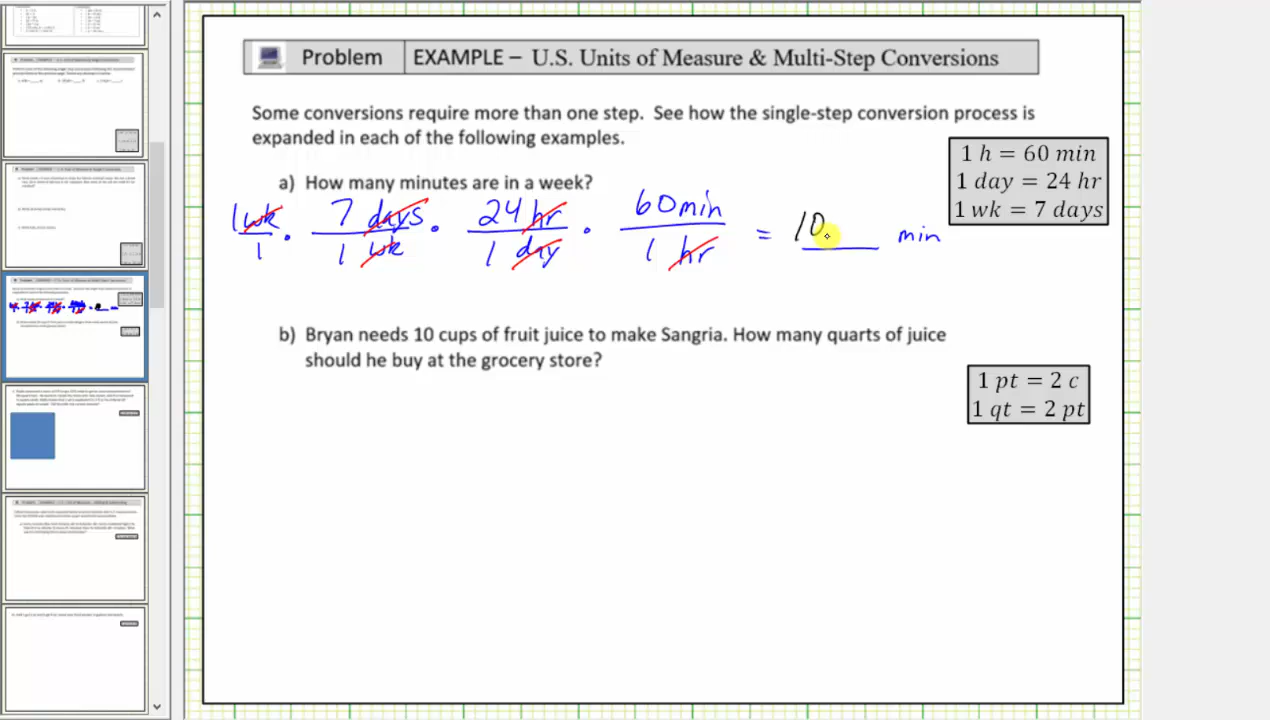 Problem EXAMPLE – U.S. Units of Measure & Multi-Step Conversions
Some conversions require more than one step. See how the single-step conversion process is
expanded in each of the following examples.
1 h = 60 min
1 day = 24 hr
1 wk = 7 days
a) How many minutes are in a week?
1wk 7 days 24 hr 60 min
1 · 1 wk · 1 day · 1 hr = 10 min
b) Bryan needs 10 cups of fruit juice to make Sangria. How many quarts of juice
should he buy at the grocery store?
1 pt = 2 c
1 qt = 2 pt